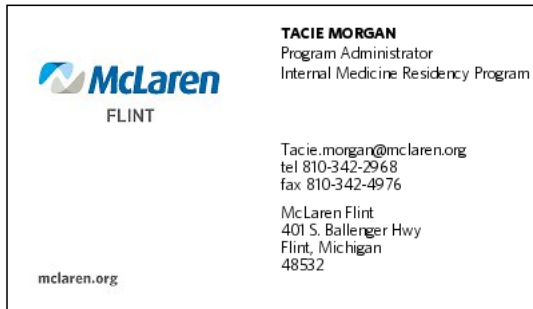 McLaren
FLINT
mclaren.org
TACIE MORGAN
Program Administrator
Internal Medicine Residency Program
Tacie.morgan@mclaren.org
tel 810-342-2968
fax 810-342-4976
McLaren Flint
401 S. Ballenger Hwy
Flint, Michigan
48532